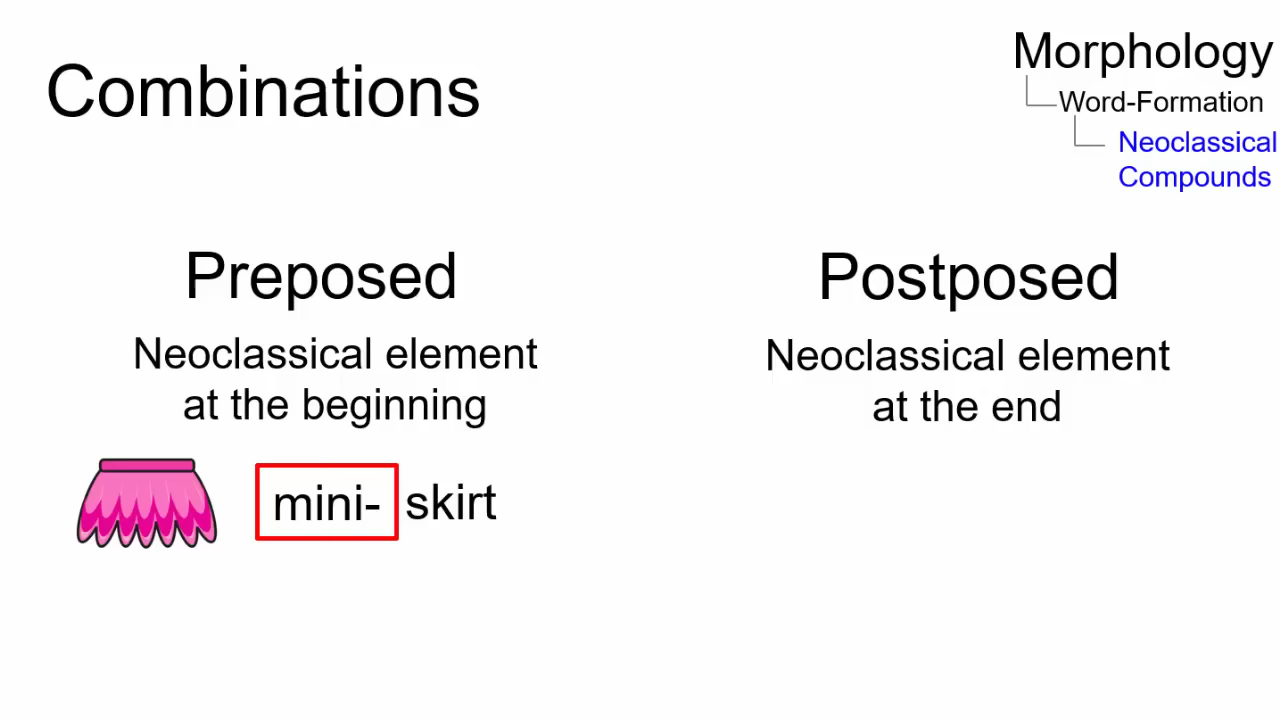 Combinations
Morphology
Word-Formation
Neoclassical
Compounds
Preposed
Neoclassical element
at the beginning
mini- skirt
Postposed
Neoclassical element
at the end